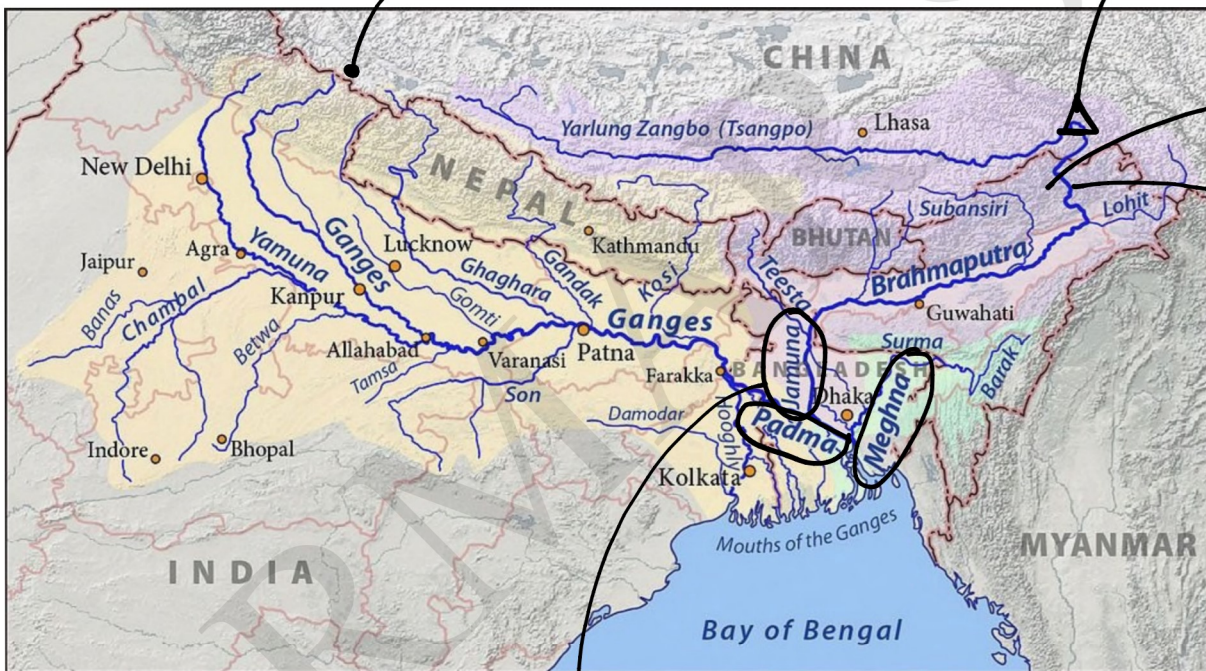 CHINA
Yarlung Zangbo (Tsangpo)
Lhasa
New Delhi
NEPAL
Subansiri
Lohit
BHUTAN
Agra
Yamuna
Ganges
Lucknow
Kathmandu
Teesta
Brahmaputra
Jaipur
Ghaghara
Gandak
Kosi
Banas
Chambal
Kanpur
Gomti
Ganges
Guwahati
Betwa
Allahabad
Varanasi
Patna
Jamuna
Surma
Tamsa
Farakka
BANGLADESH
Barak
Son
Dhaka
Meghna
Damodar
Hooghly
Padma
Indore
Bhopal
Kolkata
Mouths of the Ganges
INDIA
MYANMAR
Bay of Bengal